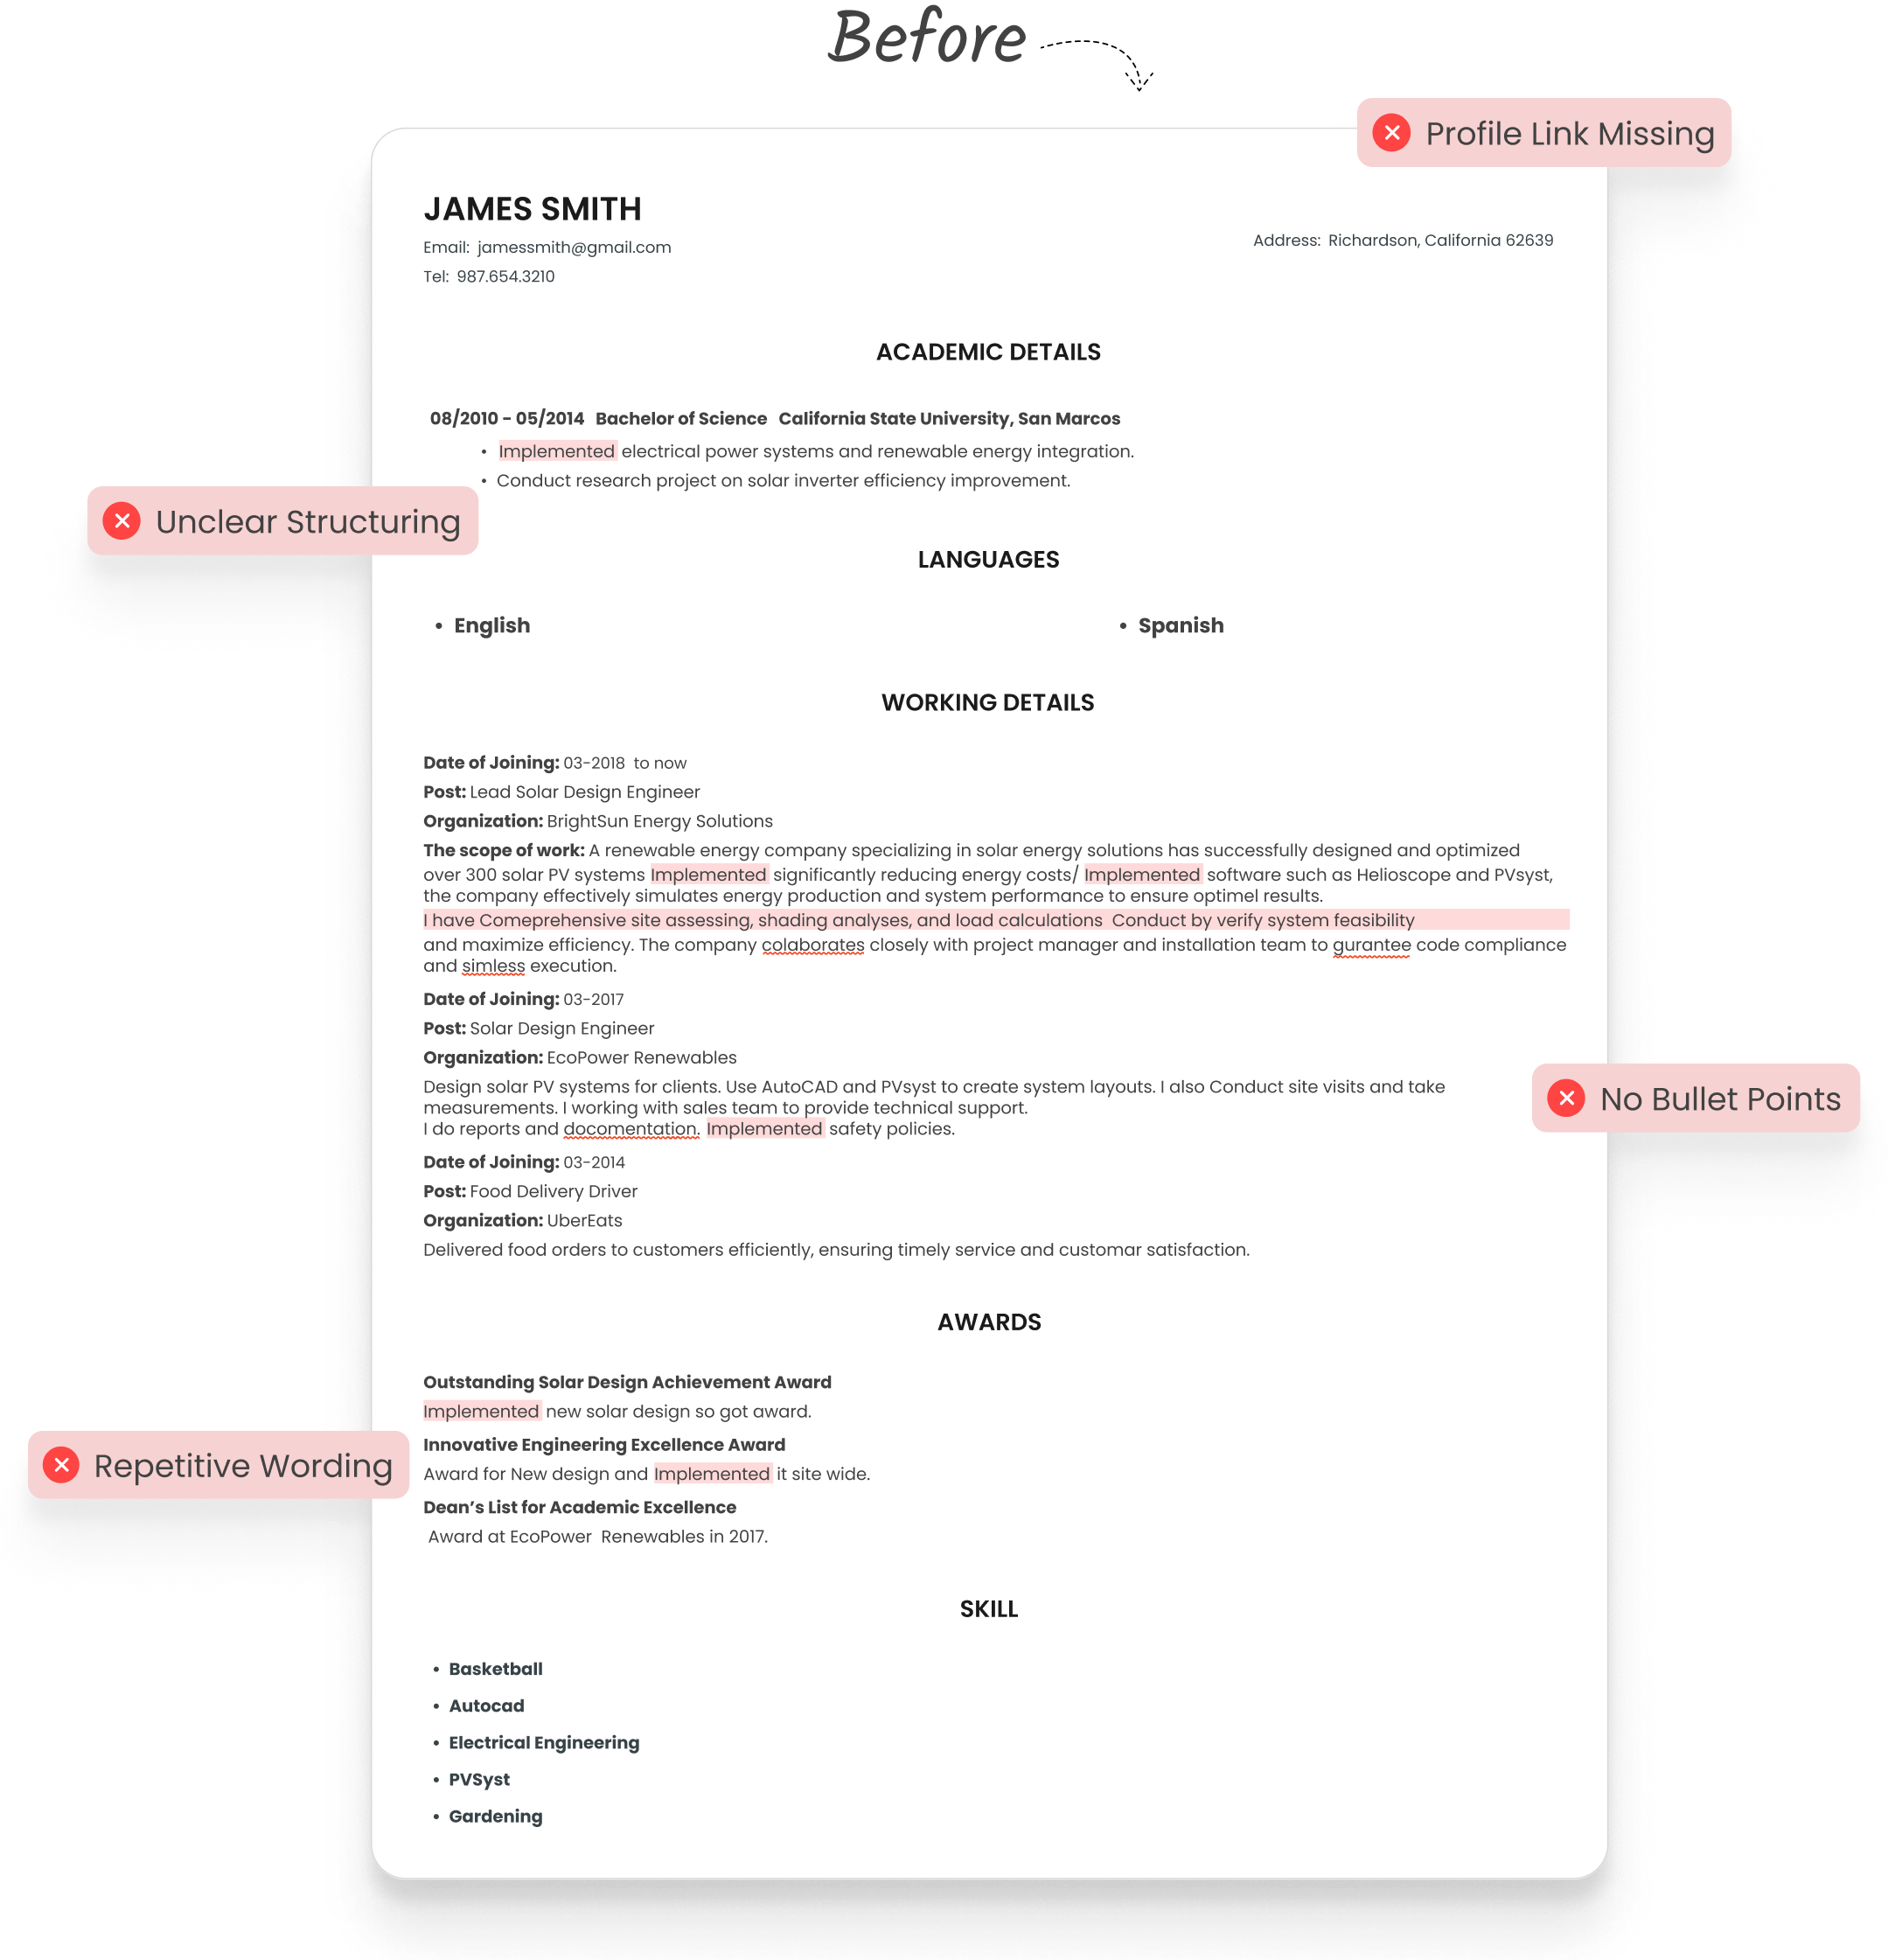 Before
Profile Link Missing
JAMES SMITH
Email: jamessmith@gmail.com
Address: Richardson, California 62639
Tel: 987.654.3210
ACADEMIC DETAILS
08/2010 - 05/2014 Bachelor of Science California State University, San Marcos
• Implemented electrical power systems and renewable energy integration.
• Conduct research project on solar inverter efficiency improvement.
Unclear Structuring
LANGUAGES
• English
• Spanish
WORKING DETAILS
Date of Joining: 03-2018 to now
Post: Lead Solar Design Engineer
Organization: BrightSun Energy Solutions
The scope of work: A renewable energy company specializing in solar energy solutions has successfully designed and optimized
over 300 solar PV systems Implemented significantly reducing energy costs/ Implemented software such as Helioscope and PVsyst,
the company effectively simulates energy production and system performance to ensure optimel results.
I have Comeprehensive site assessing, shading analyses, and load calculations Conduct by verify system feasibility
and maximize efficiency. The company colaborates closely with project manager and installation team to gurantee code compliance
and simless execution.
Date of Joining: 03-2017
Post: Solar Design Engineer
Organization: EcoPower Renewables
Design solar PV systems for clients. Use AutoCAD and PVsyst to create system layouts. I also Conduct site visits and take
measurements. I working with sales team to provide technical support.
I do reports and docomentation. Implemented safety policies.
No Bullet Points
Date of Joining: 03-2014
Post: Food Delivery Driver
Organization: UberEats
Delivered food orders to customers efficiently, ensuring timely service and customar satisfaction.
AWARDS
Outstanding Solar Design Achievement Award
Implemented new solar design so got award.
Innovative Engineering Excellence Award
Repetitive Wording
Award for New design and Implemented it site wide.
Dean's List for Academic Excellence
Award at EcoPower Renewables in 2017.
SKILL
• Basketball
• Autocad
• Electrical Engineering
• PVSyst
• Gardening